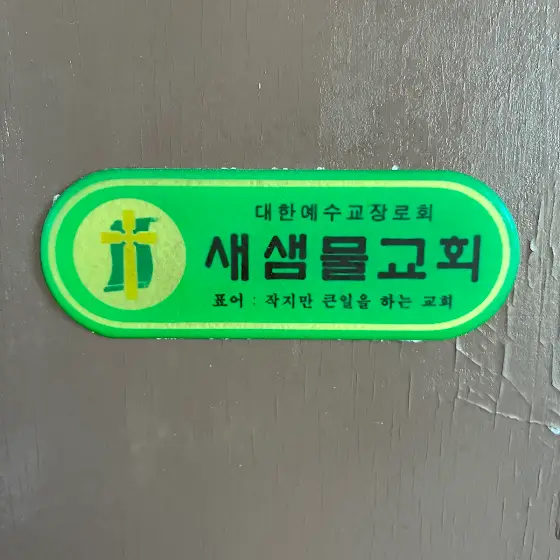 대한예수교장로회
새샘물교회
표어 : 작지만 큰일을 하는 교회